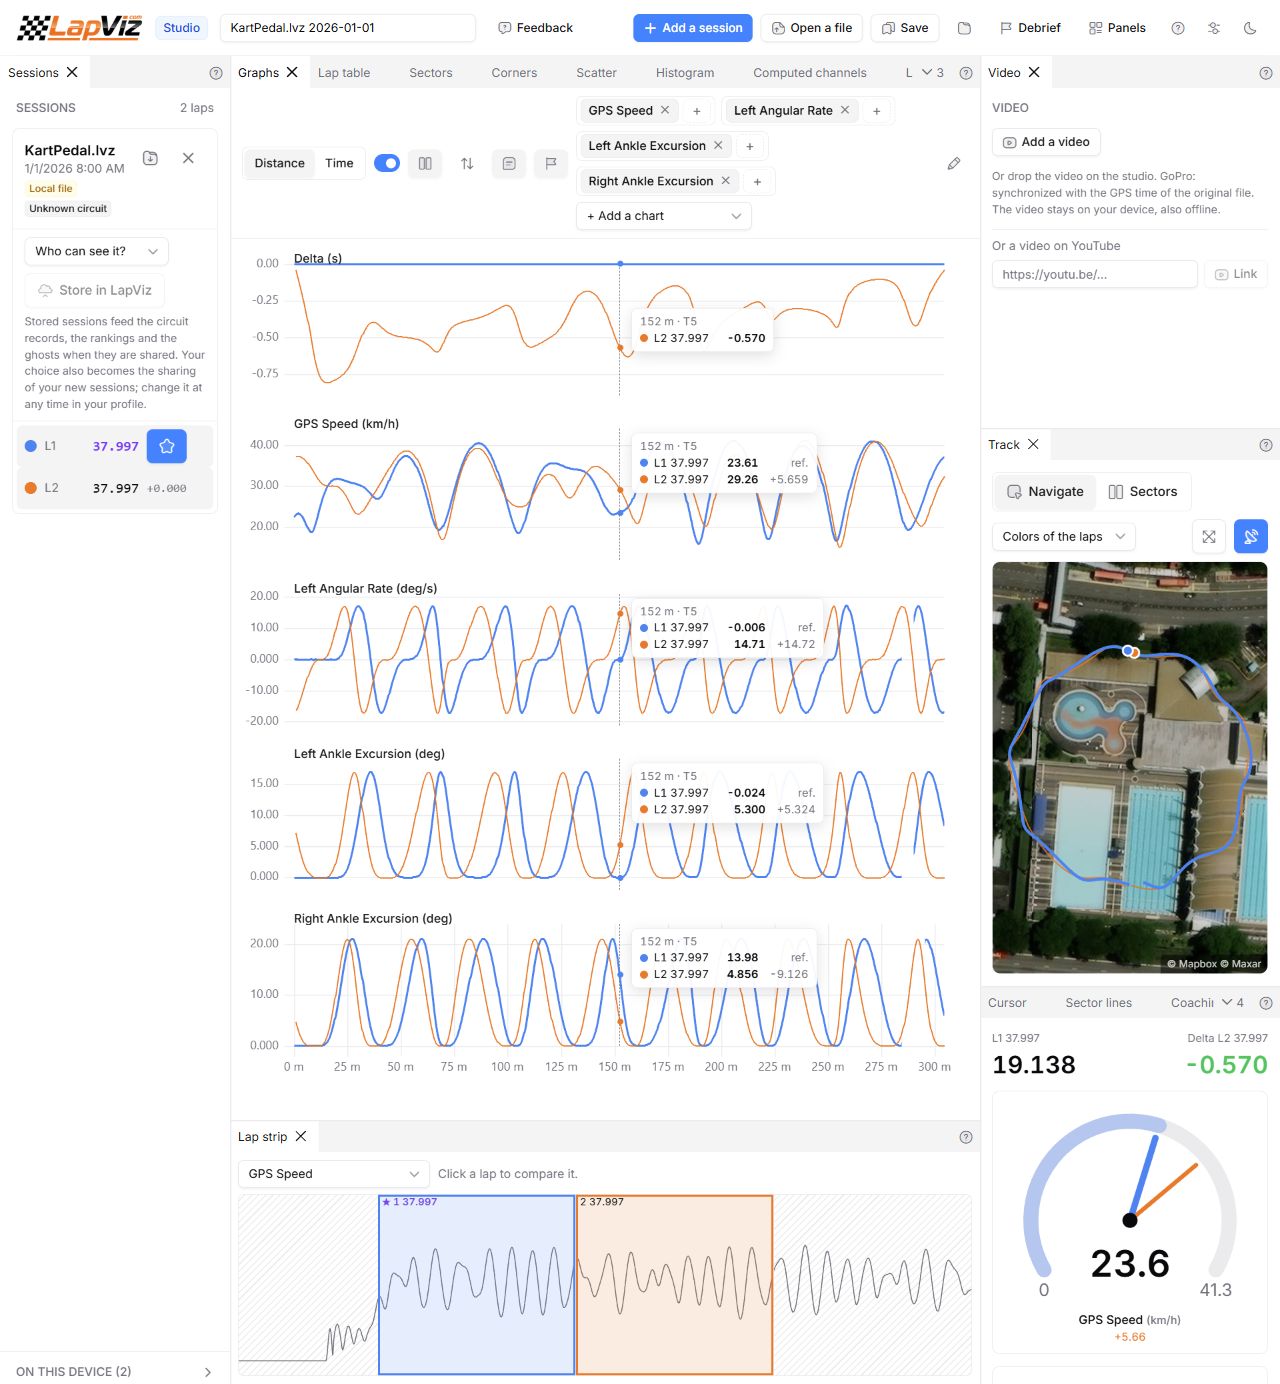 LapViz.com
Studio
KartPedal.lvz 2026-01-01
Feedback
Add a session
Open a file
Save
Debrief
Panels
Sessions
SESSIONS
2 laps
KartPedal.lvz
1/1/2026 8:00 AM
Local file
Unknown circuit
Who can see it?
Store in LapViz
Stored sessions feed the circuit
records, the rankings and the
ghosts when they are shared. Your
choice also becomes the sharing
of your new sessions; change it at
any time in your profile.
L1 37.997
L2 37.997 +0.000
ON THIS DEVICE (2)
Graphs
Lap table
Sectors
Corners
Scatter
Histogram
Computed channels
L
3
Distance
Time
GPS Speed
+
Left Angular Rate
+
Left Ankle Excursion
+
Right Ankle Excursion
+
+ Add a chart
Delta (s)
0.00
-0.25
-0.50
-0.75
152 m · T5
L2 37.997 -0.570
GPS Speed (km/h)
40.00
30.00
20.00
152 m · T5
L1 37.997 23.61 ref.
L2 37.997 29.26 +5.659
Left Angular Rate (deg/s)
20.00
10.00
0.000
-10.00
-20.00
152 m · T5
L1 37.997 -0.006 ref.
L2 37.997 14.71 +14.72
Left Ankle Excursion (deg)
15.00
10.00
5.000
0.000
152 m · T5
L1 37.997 -0.024 ref.
L2 37.997 5.300 +5.324
Right Ankle Excursion (deg)
20.00
10.00
0.000
152 m · T5
L1 37.997 13.98 ref.
L2 37.997 4.856 -9.126
0 m 25 m 50 m 75 m 100 m 125 m 150 m 175 m 200 m 225 m 250 m 275 m 300 m
Lap strip
GPS Speed
Click a lap to compare it.
★ 1 37.997
2 37.997
Video
VIDEO
Add a video
Or drop the video on the studio. GoPro:
synchronized with the GPS time of the original file.
The video stays on your device, also offline.
Or a video on YouTube
https://youtu.be/...
Link
Track
Navigate
Sectors
Colors of the laps
© Mapbox © Maxar
Cursor
Sector lines
Coachi
4
L1 37.997
Delta L2 37.997
19.138
-0.570
23.6
0
41.3
GPS Speed (km/h)
+5.66